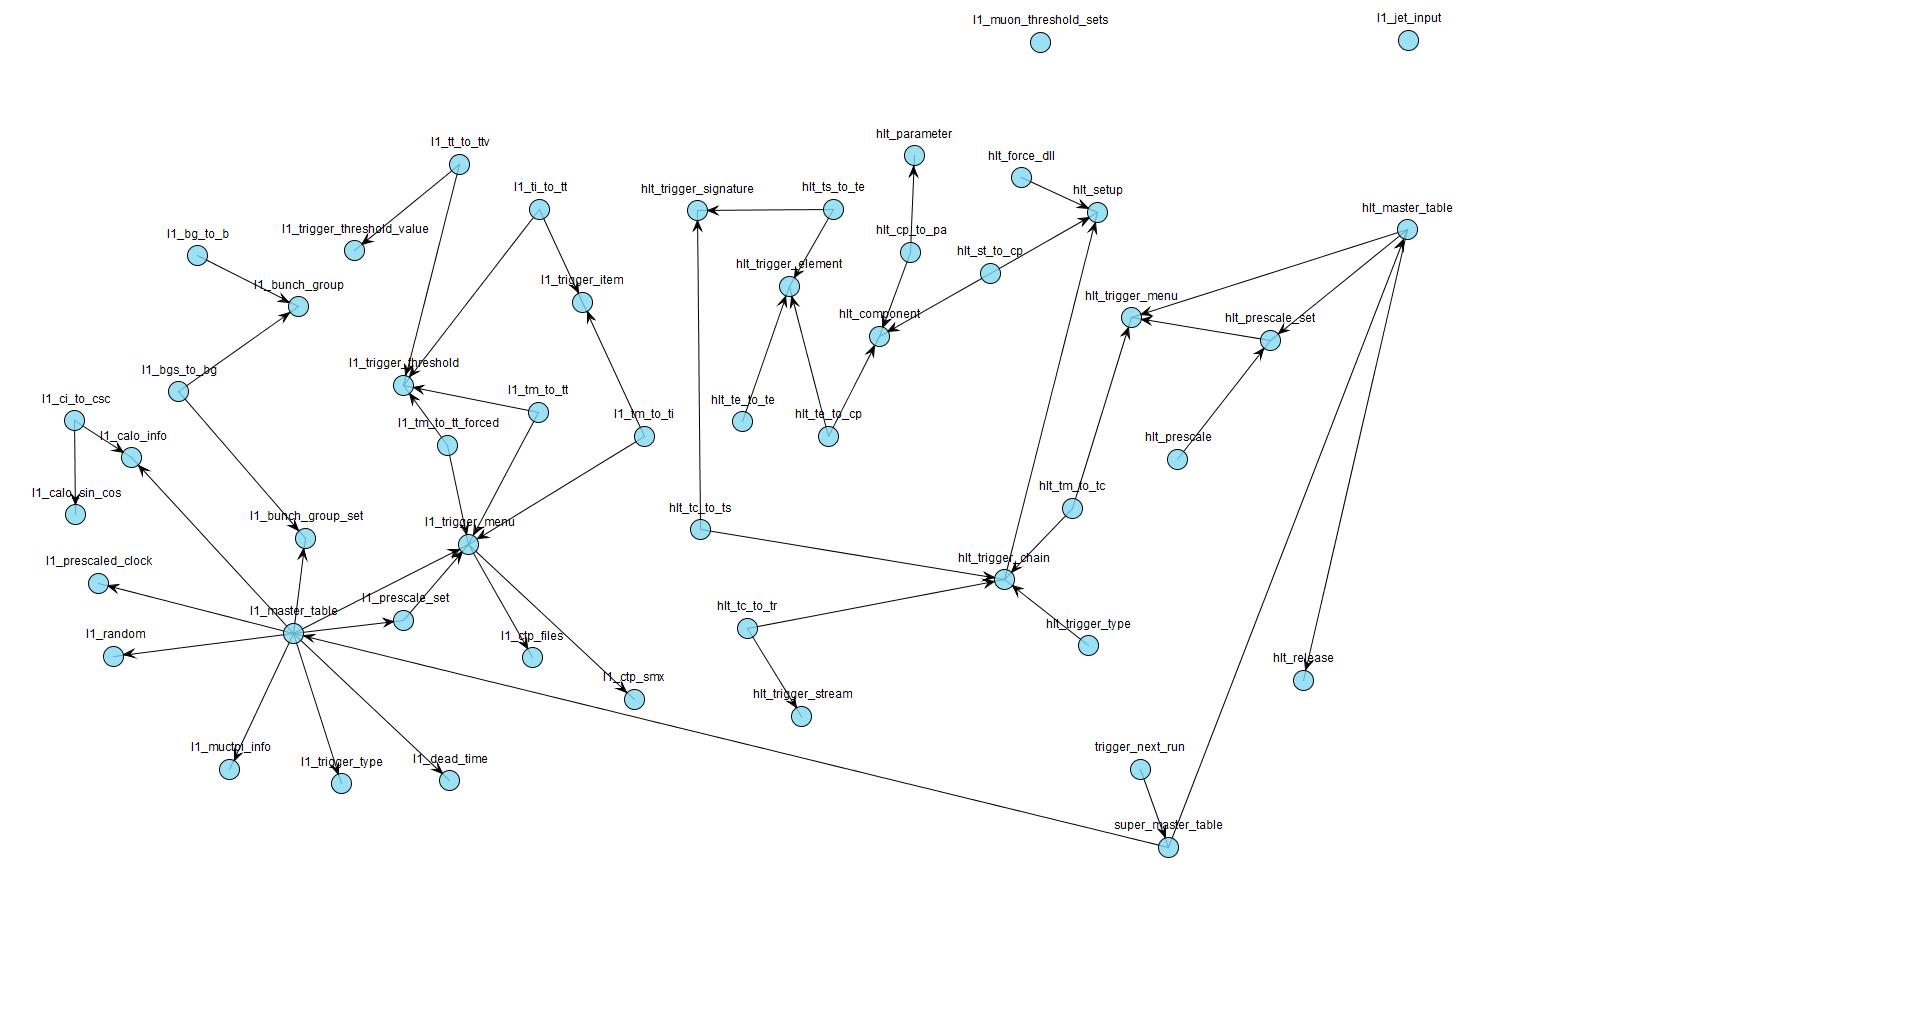 l1_jet_input
l1_muon_threshold_sets
hlt_parameter
l1_tt_to_ttv
hlt_force_dll
l1_ti_to_tt
hlt_trigger_signature
hlt_ts_to_te
hlt_setup
hlt_master_table
l1_bg_to_b
l1_trigger_threshold_value
hlt_cp_to_pa
hlt_st_to_cp
hlt_trigger_element
l1_bunch_group
l1_trigger_item
hlt_trigger_menu
hlt_component
hlt_prescale_set
l1_bgs_to_bg
l1_trigger_threshold
l1_tm_to_tt
l1_ci_to_csc
hlt_te_to_te
l1_tm_to_ti
hlt_te_to_cp
l1_tm_to_tt_forced
l1_calo_info
hlt_prescale
l1_calo_sin_cos
hlt_tm_to_tc
hlt_tc_to_ts
l1_bunch_group_set
l1_trigger_menu
hlt_trigger_chain
l1_prescaled_clock
l1_prescale_set
hlt_tc_to_tr
l1_master_table
hlt_trigger_type
l1_random
l1_ctp_files
hlt_release
l1_ctp_smx
hlt_trigger_stream
l1_muctpi_info
trigger_next_run
l1_dead_time
l1_trigger_type
super_master_table